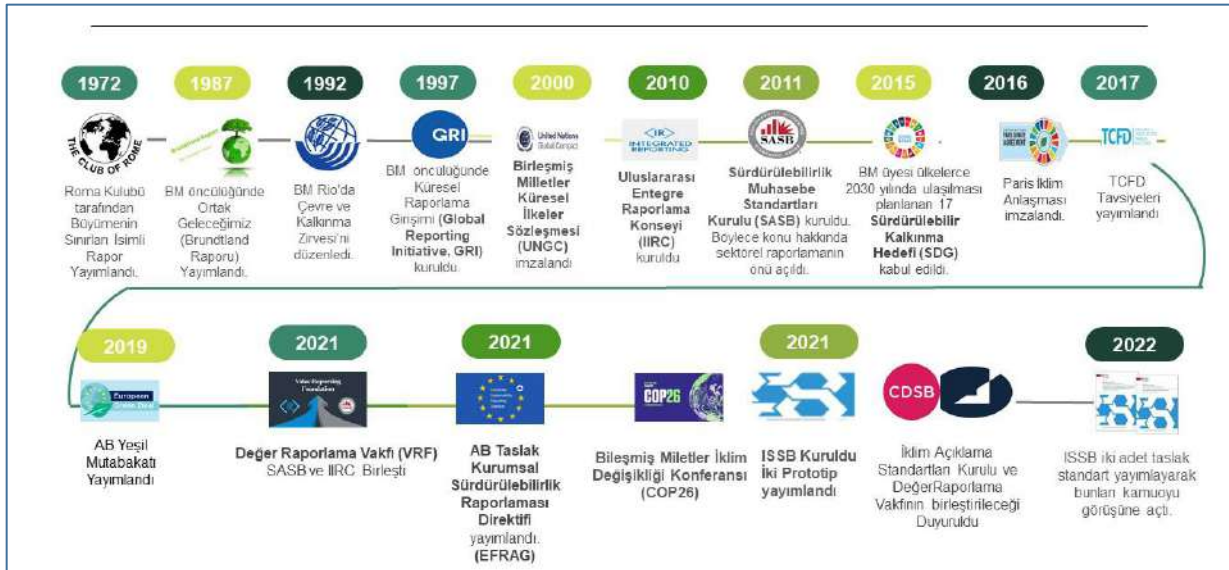 1972
THE CLUB OF ROME
Roma Kulübü
tarafından
Büyümenin
Sınırları İsimli
Rapor
Yayımlandı.
1987
BM öncülüğünde
Ortak
Geleceğimiz
(Brundtland
Raporu)
Yayımlandı.
1992
BM Rio'da
Çevre ve
Kalkınma
Zirvesi'ni
düzenledi.
1997
GRI
BM öncülüğünde
Küresel
Raporlama
Girişimi (Global
Reporting
Initiative, GRI)
kuruldu.
2000
United Nations
Global Compact
Birleşmiş
Milletler
Küresel
İlkeler
Sözleşmesi
(UNGC)
imzalandı
2010
<IR>
INTEGRATED
REPORTING
Uluslararası
Entegre
Raporlama
Konseyi
(IIRC)
kuruldu
2011
SASB
Sürdürülebilirlik
Muhasebe
Standartları
Kurulu (SASB) kuruldu.
Böylece konu hakkında
sektörel raporlamanın
önü açıldı.
2015
BM üyesi ülkelerce
2030 yılında ulaşılması
planlanan 17
Sürdürülebilir
Kalkınma
Hedefi (SDG)
kabul edildi.
2016
PARIS CLIMATE
AGREEMENT
Paris İklim
Anlaşması
imzalandı.
2017
TCFD
TCFD
Tavsiyeleri
yayımlandı
2019
European
Green Deal
AB Yeşil
Mutabakatı
Yayımlandı
2021
Value Reporting
Foundation
Değer Raporlama Vakfı (VRF)
SASB ve IIRC Birleşti
2021
AB Taslak
Kurumsal
Sürdürülebilirlik
Raporlaması
Direktifi
yayımlandı.
(EFRAG)
COP26
Bileşmiş Miletler İklim
Değişikliği Konferansı
(COP26)
2021
ISSB Kuruldu
İki Prototip
yayımlandı
CDSB
İklim Açıklama
Standartları Kurulu ve
DeğerRaporlama
Vakfının birleştirileceği
Duyuruldu
2022
ISSB iki adet taslak
standart yayımlayarak
bunları kamuoyu
görüşüne açtı.